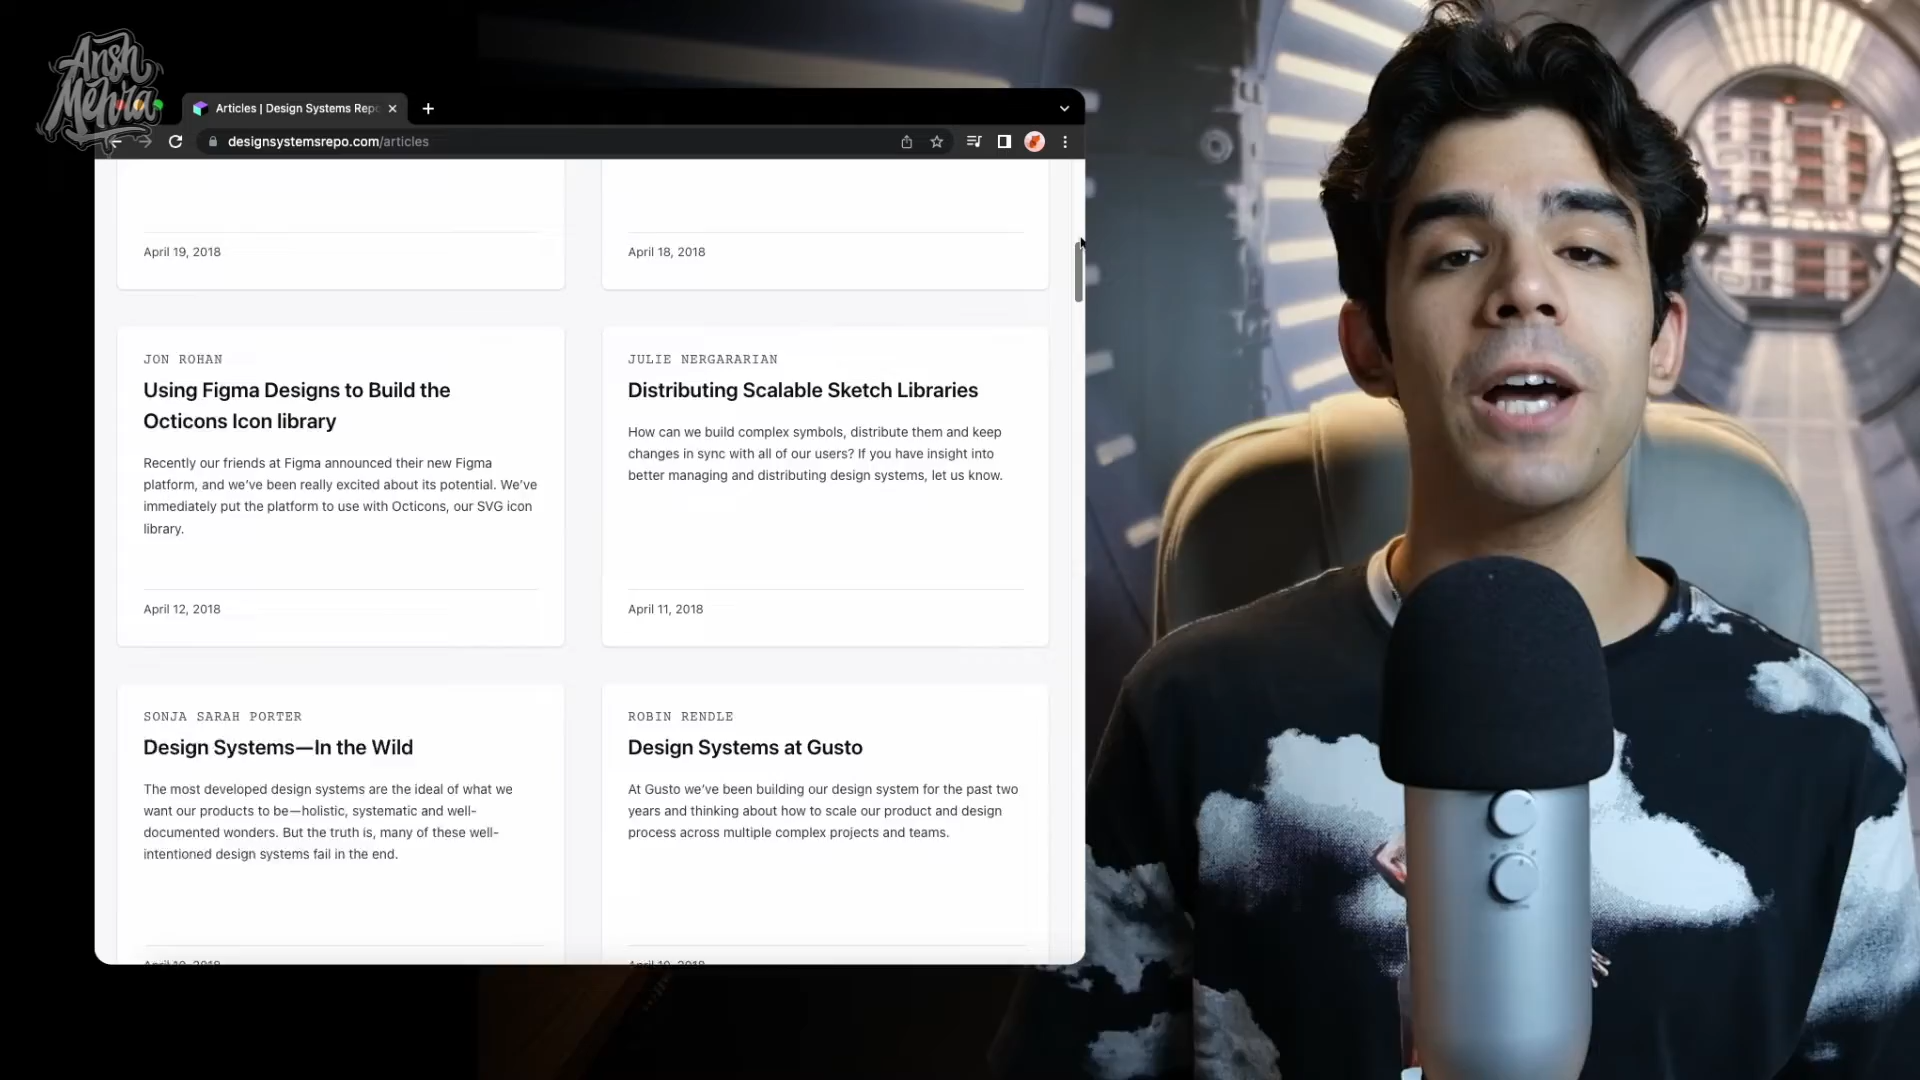 Ansh
Mehra
Articles | Design Systems Repo
designsystemsrepo.com/articles
April 19, 2018
April 18, 2018
JON ROHAN
Using Figma Designs to Build the
Octicons Icon library
Recently our friends at Figma announced their new Figma
platform, and we’ve been really excited about its potential. We’ve
immediately put the platform to use with Octicons, our SVG icon
library.
April 12, 2018
JULIE NERGARARIAN
Distributing Scalable Sketch Libraries
How can we build complex symbols, distribute them and keep
changes in sync with all of our users? If you have insight into
better managing and distributing design systems, let us know.
April 11, 2018
SONJA SARAH PORTER
Design Systems—In the Wild
The most developed design systems are the ideal of what we
want our products to be—holistic, systematic and well-
documented wonders. But the truth is, many of these well-
intentioned design systems fail in the end.
ROBIN RENDLE
Design Systems at Gusto
At Gusto we’ve been building our design system for the past two
years and thinking about how to scale our product and design
process across multiple complex projects and teams.